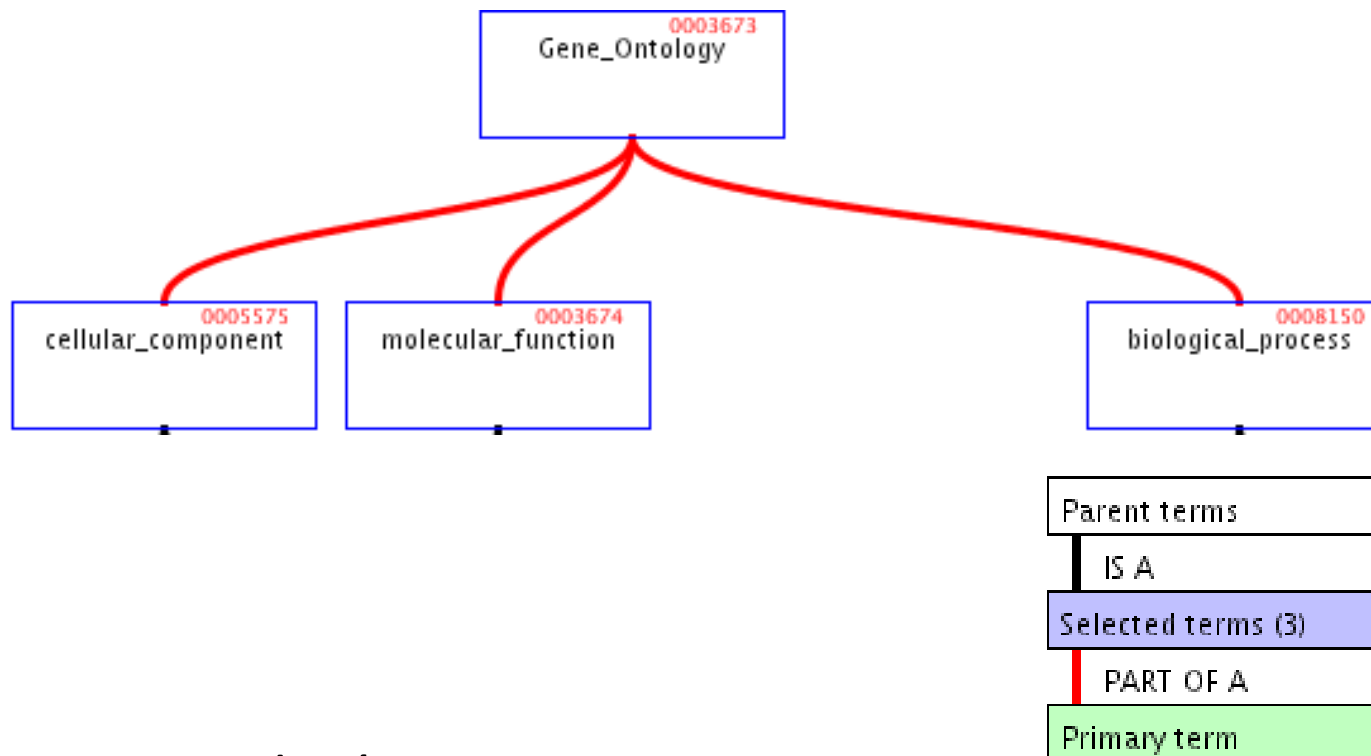 0003673
Gene_Ontology
0005575
cellular_component
0003674
molecular_function
0008150
biological_process
Parent terms
IS A
Selected terms (3)
PART OF A
Primary term